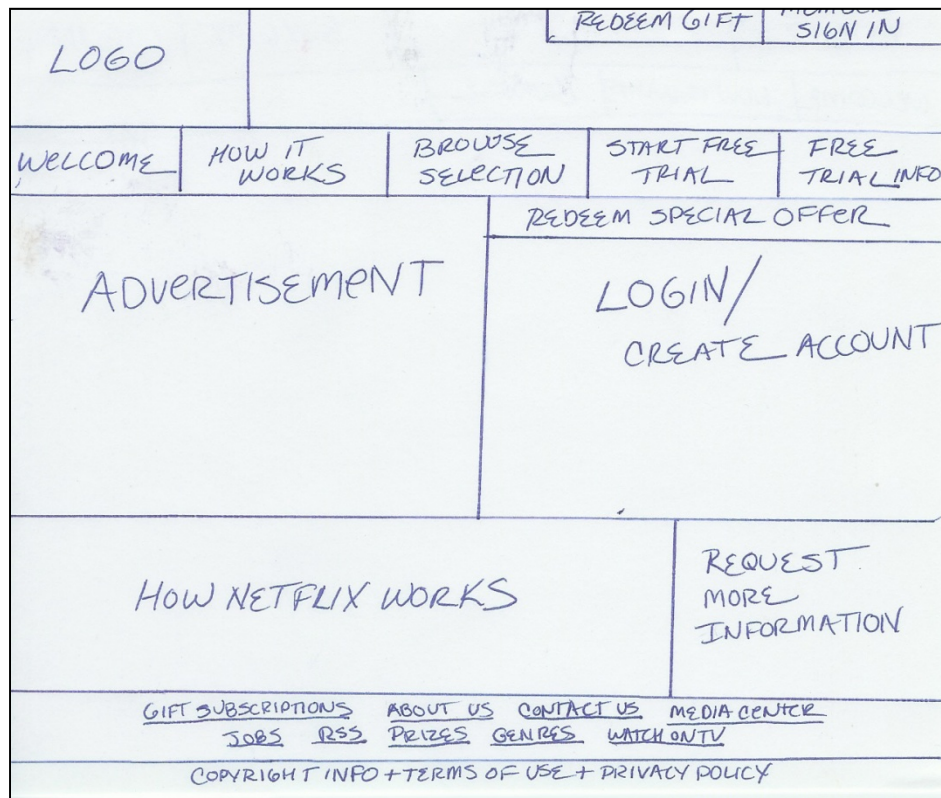 REDEEM GIFT
SIGN IN
LOGO
WELCOME
HOW IT
WORKS
BROWSE
SELECTION
START FREE
TRIAL
FREE
TRIAL INFO
REDEEM SPECIAL OFFER
ADVERTISEMENT
LOGIN/
CREATE ACCOUNT
HOW NETFLIX WORKS
REQUEST
MORE
INFORMATION
GIFT SUBSCRIPTIONS ABOUT US CONTACT US MEDIA CENTER
JOBS RSS PRIZES GENRES WATCH ON TV
COPYRIGHT INFO + TERMS OF USE + PRIVACY POLICY